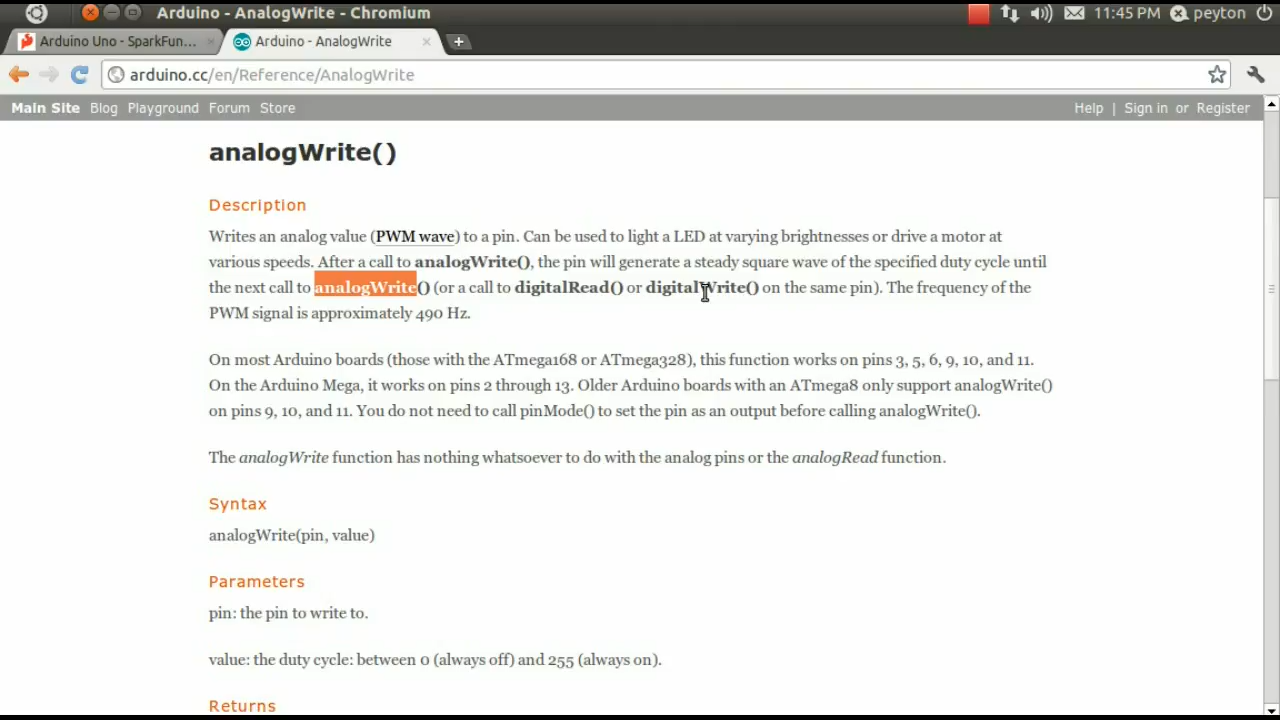 Arduino - AnalogWrite - Chromium
11:45 PM peyton
Arduino Uno - SparkFun...
Arduino - AnalogWrite
arduino.cc/en/Reference/AnalogWrite
Main Site Blog Playground Forum Store Help | Sign in or Register
analogWrite()
Description
Writes an analog value (PWM wave) to a pin. Can be used to light a LED at varying brightnesses or drive a motor at
various speeds. After a call to analogWrite(), the pin will generate a steady square wave of the specified duty cycle until
the next call to analogWrite() (or a call to digitalRead() or digitalWrite() on the same pin). The frequency of the
PWM signal is approximately 490 Hz.
On most Arduino boards (those with the ATmega168 or ATmega328), this function works on pins 3, 5, 6, 9, 10, and 11.
On the Arduino Mega, it works on pins 2 through 13. Older Arduino boards with an ATmega8 only support analogWrite()
on pins 9, 10, and 11. You do not need to call pinMode() to set the pin as an output before calling analogWrite().
The analogWrite function has nothing whatsoever to do with the analog pins or the analogRead function.
Syntax
analogWrite(pin, value)
Parameters
pin: the pin to write to.
value: the duty cycle: between 0 (always off) and 255 (always on).
Returns